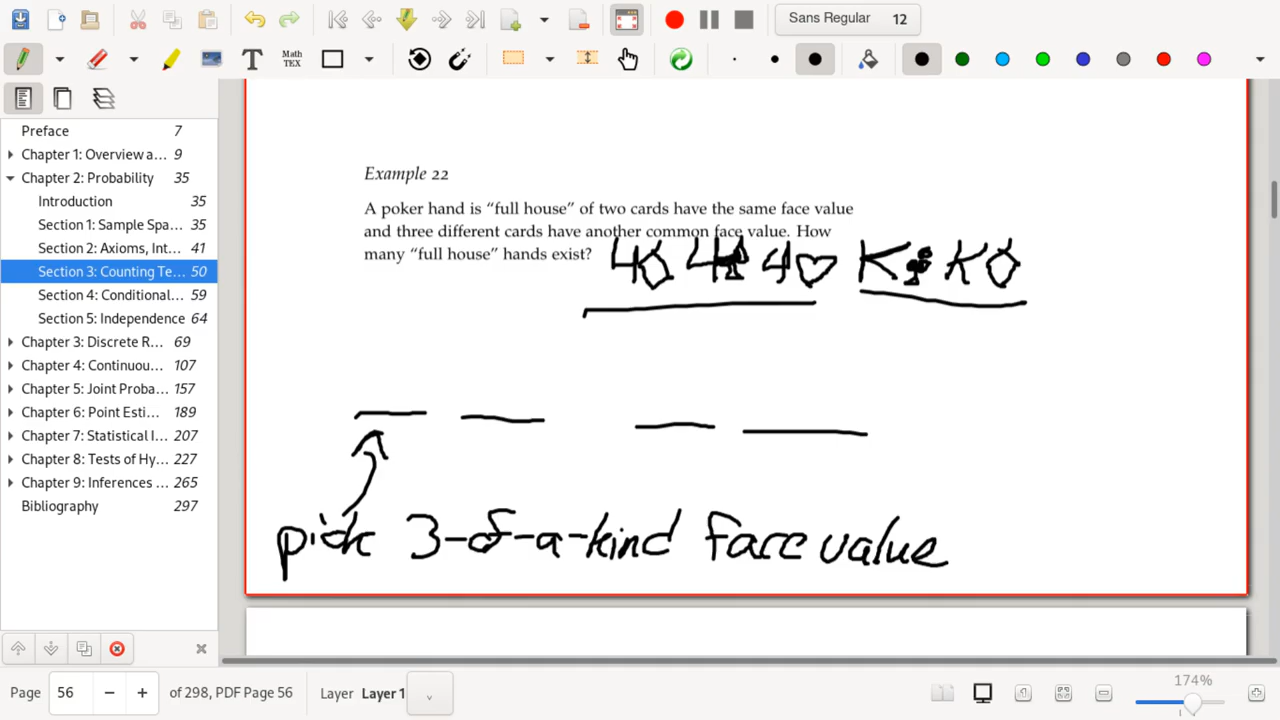 Sans Regular 12
T Math TEX
Preface 7
Chapter 1: Overview a... 9
Chapter 2: Probability 35
Introduction 35
Section 1: Sample Spa... 35
Section 2: Axioms, Int... 41
Section 3: Counting Te... 50
Section 4: Conditional... 59
Section 5: Independence 64
Chapter 3: Discrete R... 69
Chapter 4: Continuou... 107
Chapter 5: Joint Proba... 157
Chapter 6: Point Esti... 189
Chapter 7: Statistical I... 207
Chapter 8: Tests of Hy... 227
Chapter 9: Inferences ... 265
Bibliography 297
Example 22
A poker hand is “full house” of two cards have the same face value
and three different cards have another common face value. How
many “full house” hands exist? 4♢ 4♣ 4♡ K♣ K♢
pick 3-of-a-kind face value
Page 56 of 298, PDF Page 56 Layer Layer 1 174%